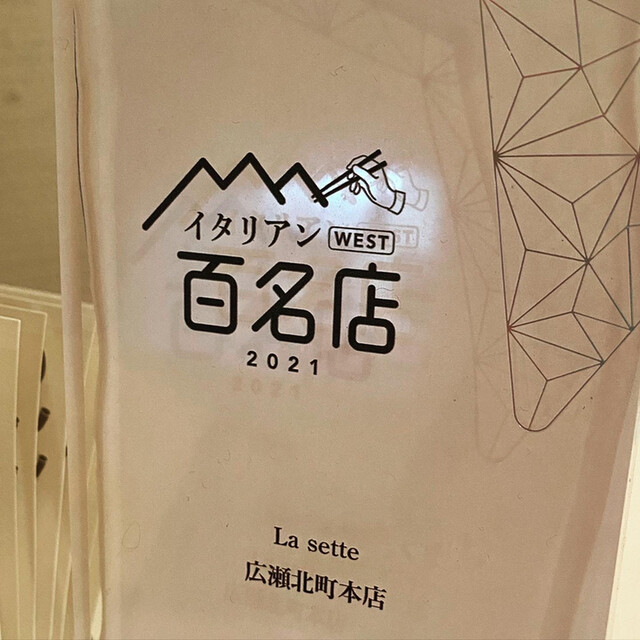 イタリアン WEST
百名店
2021
La sette
広瀬北町本店